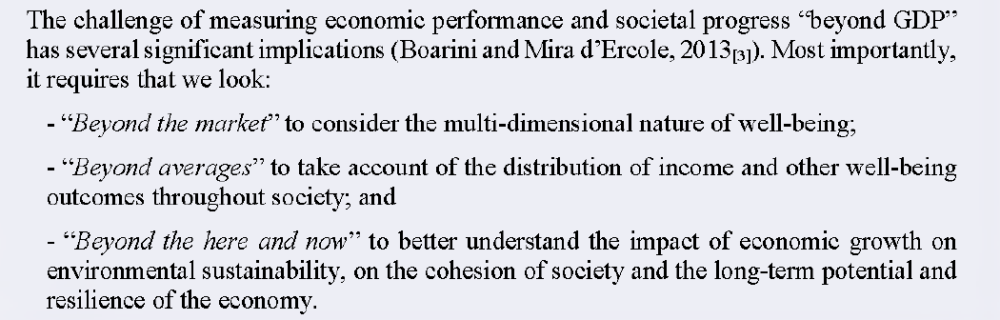 The challenge of measuring economic performance and societal progress “beyond GDP”
has several significant implications (Boarini and Mira d’Ercole, 2013[3]). Most importantly,
it requires that we look:
- “Beyond the market” to consider the multi-dimensional nature of well-being;
- “Beyond averages” to take account of the distribution of income and other well-being
outcomes throughout society; and
- “Beyond the here and now” to better understand the impact of economic growth on
environmental sustainability, on the cohesion of society and the long-term potential and
resilience of the economy.